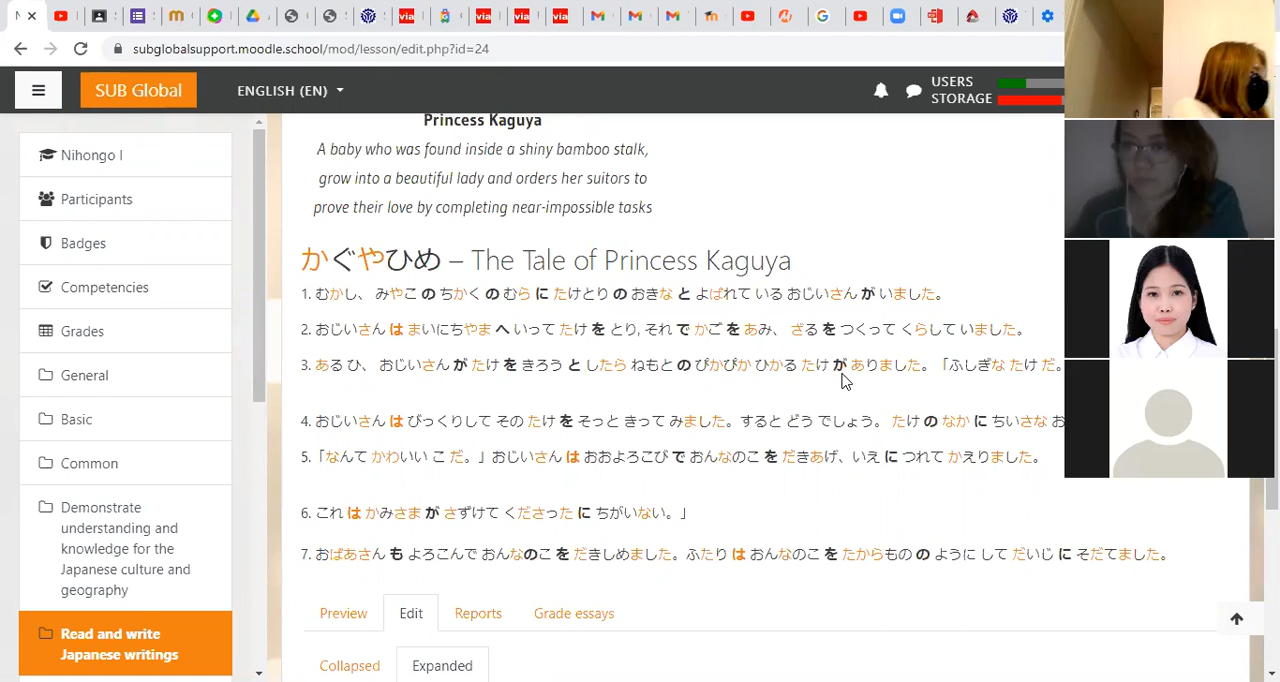 N
via
via
via
via
subglobalsupport.moodle.school/mod/lesson/edit.php?id=24
SUB Global
ENGLISH (EN)
USERS
STORAGE
Nihongo I
Participants
Badges
Competencies
Grades
General
Basic
Common
Demonstrate
understanding and
knowledge for the
Japanese culture and
geography
Read and write
Japanese writings
Princess Kaguya
A baby who was found inside a shiny bamboo stalk,
grow into a beautiful lady and orders her suitors to
prove their love by completing near-impossible tasks
かぐやひめ – The Tale of Princess Kaguya
1. むかし、 みやこ の ちかく の むら に たけとり の おきな と よばれて いる おじいさん が いました。
2. おじいさん は まいにちやま へ いって たけ を とり, それ で かご を あみ、 ざる を つくって くらして いました。
3. ある ひ、 おじいさん が たけ を きろう と したら ねもと の ぴかぴか ひかる たけ が ありました。「ふしぎな たけ だ。
4. おじいさん は びっくりして その たけ を そっと きって みました。すると どう でしょう。 たけ の なか に ちいさな お
5.「なんて かわいい こ だ。」おじいさん は おおよろこび で おんなのこ を だきあげ、いえ に つれて かえりました。
6. これ は かみさま が さずけて くださった に ちがいない。」
7. おばあさん も よろこんで おんなのこ を だきしめました。ふたり は おんなのこ を たからもの の ように して だいじ に そだてました。
Preview
Edit
Reports
Grade essays
Collapsed
Expanded